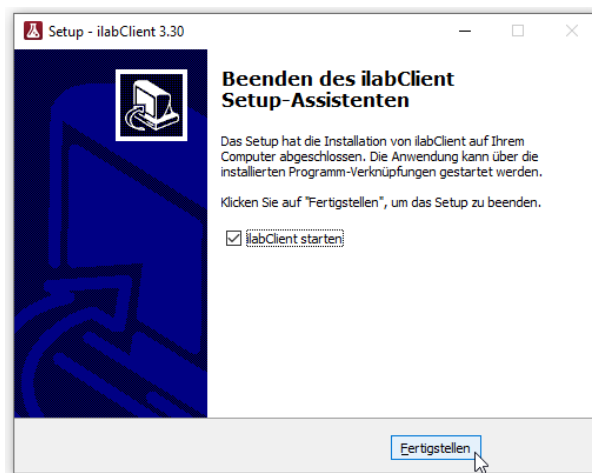 Setup - ilabClient 3.30
Beenden des ilabClient
Setup-Assistenten
Das Setup hat die Installation von ilabClient auf Ihrem
Computer abgeschlossen. Die Anwendung kann über die
installierten Programm-Verknüpfungen gestartet werden.
Klicken Sie auf "Fertigstellen", um das Setup zu beenden.
ilabClient starten
Fertigstellen